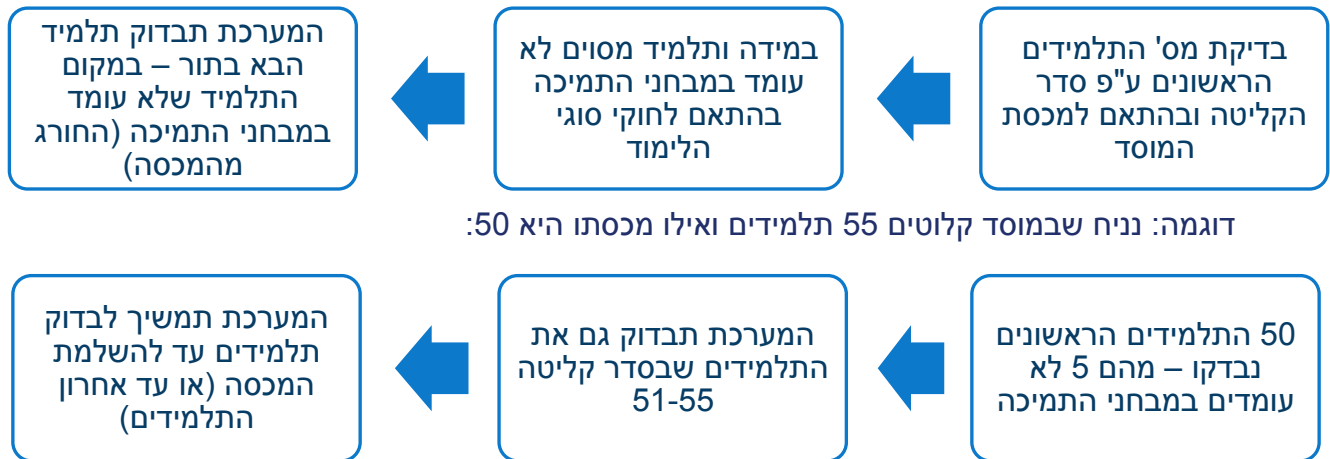 בדיקת מס' התלמידים
הראשונים ע"פ סדר
הקליטה ובהתאם למכסת
המוסד
במידה ותלמיד מסוים לא
עומד במבחני התמיכה
בהתאם לחוקי סוגי
הלימוד
המערכת תבדוק תלמיד
הבא בתור – במקום
התלמיד שלא עומד
במבחני התמיכה (החורג
מהמכסה)
דוגמה: נניח שבמוסד קלוטים 55 תלמידים ואילו מכסתו היא 50:
50 התלמידים הראשונים
נבדקו – מהם 5 לא
עומדים במבחני התמיכה
המערכת תבדוק גם את
התלמידים שבסדר קליטה
51-55
המערכת תמשיך לבדוק
תלמידים עד להשלמת
המכסה (או עד אחרון
התלמידים)